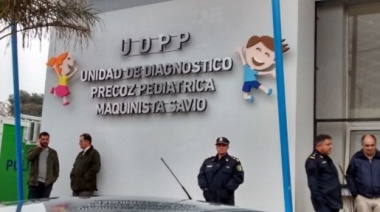 UDPP
UNIDAD DE DIAGNOSTICO
PRECOZ PEDIATRICA
MAQUINISTA SAVIO